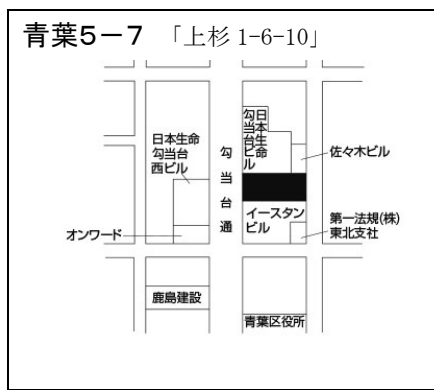 青葉5－7 「上杉 1-6-10」
日本生命
勾当台
西ビル
勾当台通
日本生命
勾当台ビル
佐々木ビル
イースタン
ビル
第一法規(株)
東北支社
オンワード
鹿島建設
青葉区役所